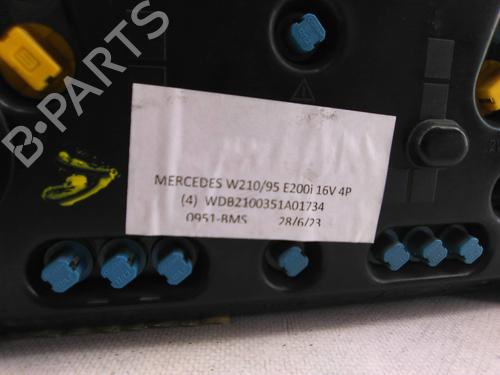 B-PARTS
MERCEDES W210/95 E200i 16V 4P
(4) WDB2100351A01734
0951-BMS 28/6/23